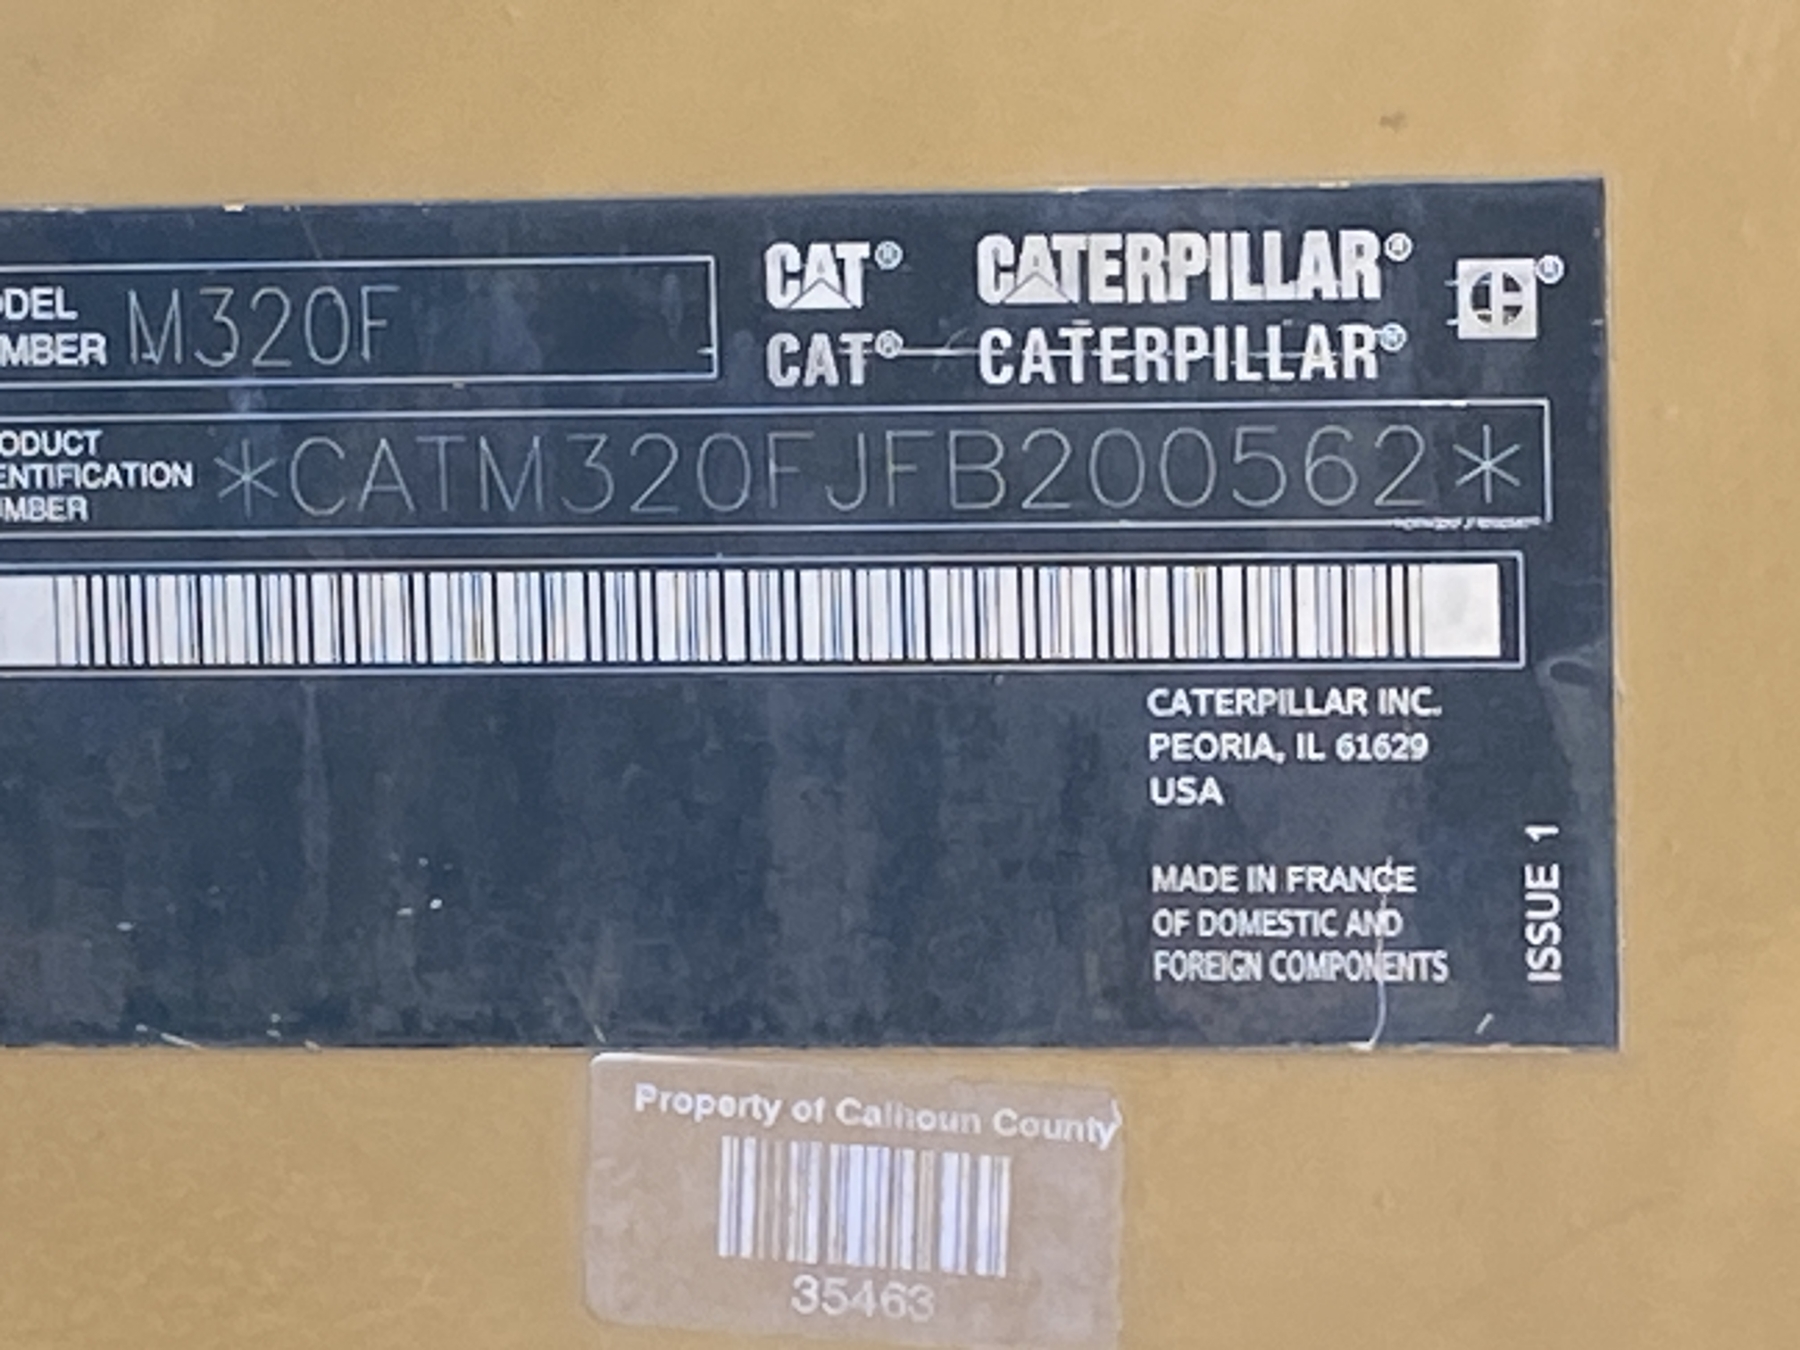 ODEL
MBER M320F
CAT® CATERPILLAR®
CAT® CATERPILLAR®
ODUCT
ENTIFICATION
UMBER
*CATM320FJFB200562*
CATERPILLAR INC.
PEORIA, IL 61629
USA
MADE IN FRANCE
OF DOMESTIC AND
FOREIGN COMPONENTS
ISSUE 1
Property of Calhoun County
35463